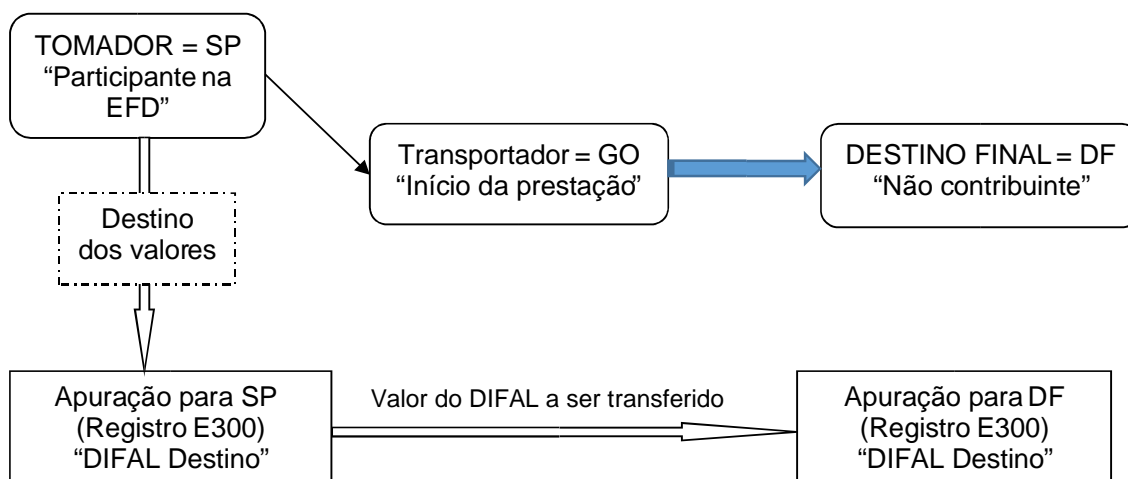 TOMADOR = SP
“Participante na
EFD”
Transportador = GO
“Início da prestação”
DESTINO FINAL = DF
“Não contribuinte”
Destino
dos valores
Apuração para SP
(Registro E300)
“DIFAL Destino”
Valor do DIFAL a ser transferido
Apuração para DF
(Registro E300)
“DIFAL Destino”